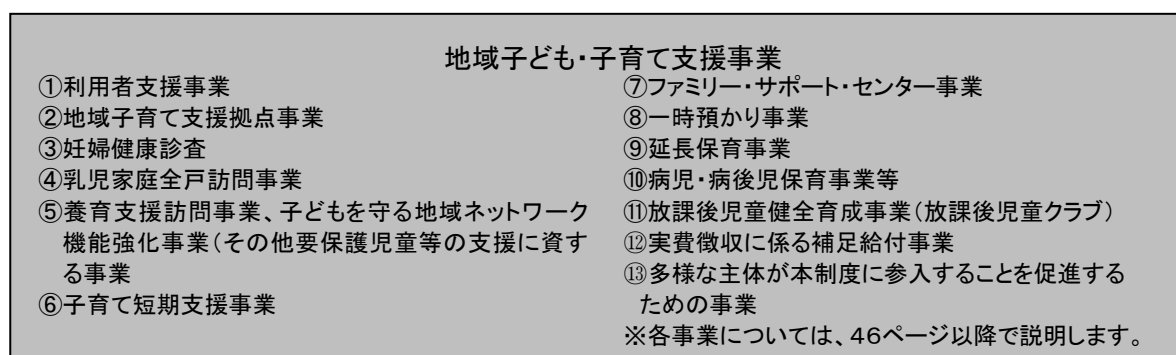 地域子ども・子育て支援事業
①利用者支援事業
②地域子育て支援拠点事業
③妊婦健康診査
④乳児家庭全戸訪問事業
⑤養育支援訪問事業、子どもを守る地域ネットワーク
機能強化事業(その他要保護児童等の支援に資す
る事業
⑥子育て短期支援事業
⑦ファミリー・サポート・センター事業
⑧一時預かり事業
⑨延長保育事業
⑩病児・病後児保育事業等
⑪放課後児童健全育成事業(放課後児童クラブ)
⑫実費徴収に係る補足給付事業
⑬多様な主体が本制度に参入することを促進する
ための事業
※各事業については、46ページ以降で説明します。